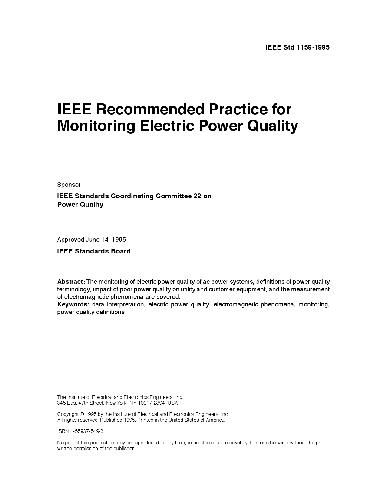 IEEE Std 1159-1995
IEEE Recommended Practice for
Monitoring Electric Power Quality
Sponsor
IEEE Standards Coordinating Committee 22 on
Power Quality
Approved June 14, 1995
IEEE Standards Board
Abstract: The monitoring of electric power quality of ac power systems, definitions of power quality
terminology, impact of poor power quality on utility and customer equipment, and the measurement
of electromagnetic phenomena are covered.
Keywords: data interpretation, electric power quality, electromagnetic phenomena, monitoring,
power quality definitions
The Institute of Electrical and Electronics Engineers, Inc.
345 East 47th Street, New York, NY 10017-2394, USA
Copyright © 1995 by the Institute of Electrical and Electronics Engineers, Inc.
All rights reserved. Published 1995. Printed in the United States of America.
ISBN
No part of this publication may be reproduced in any form, in an electronic retrieval system or otherwise, without the prior
written permission of the publisher.